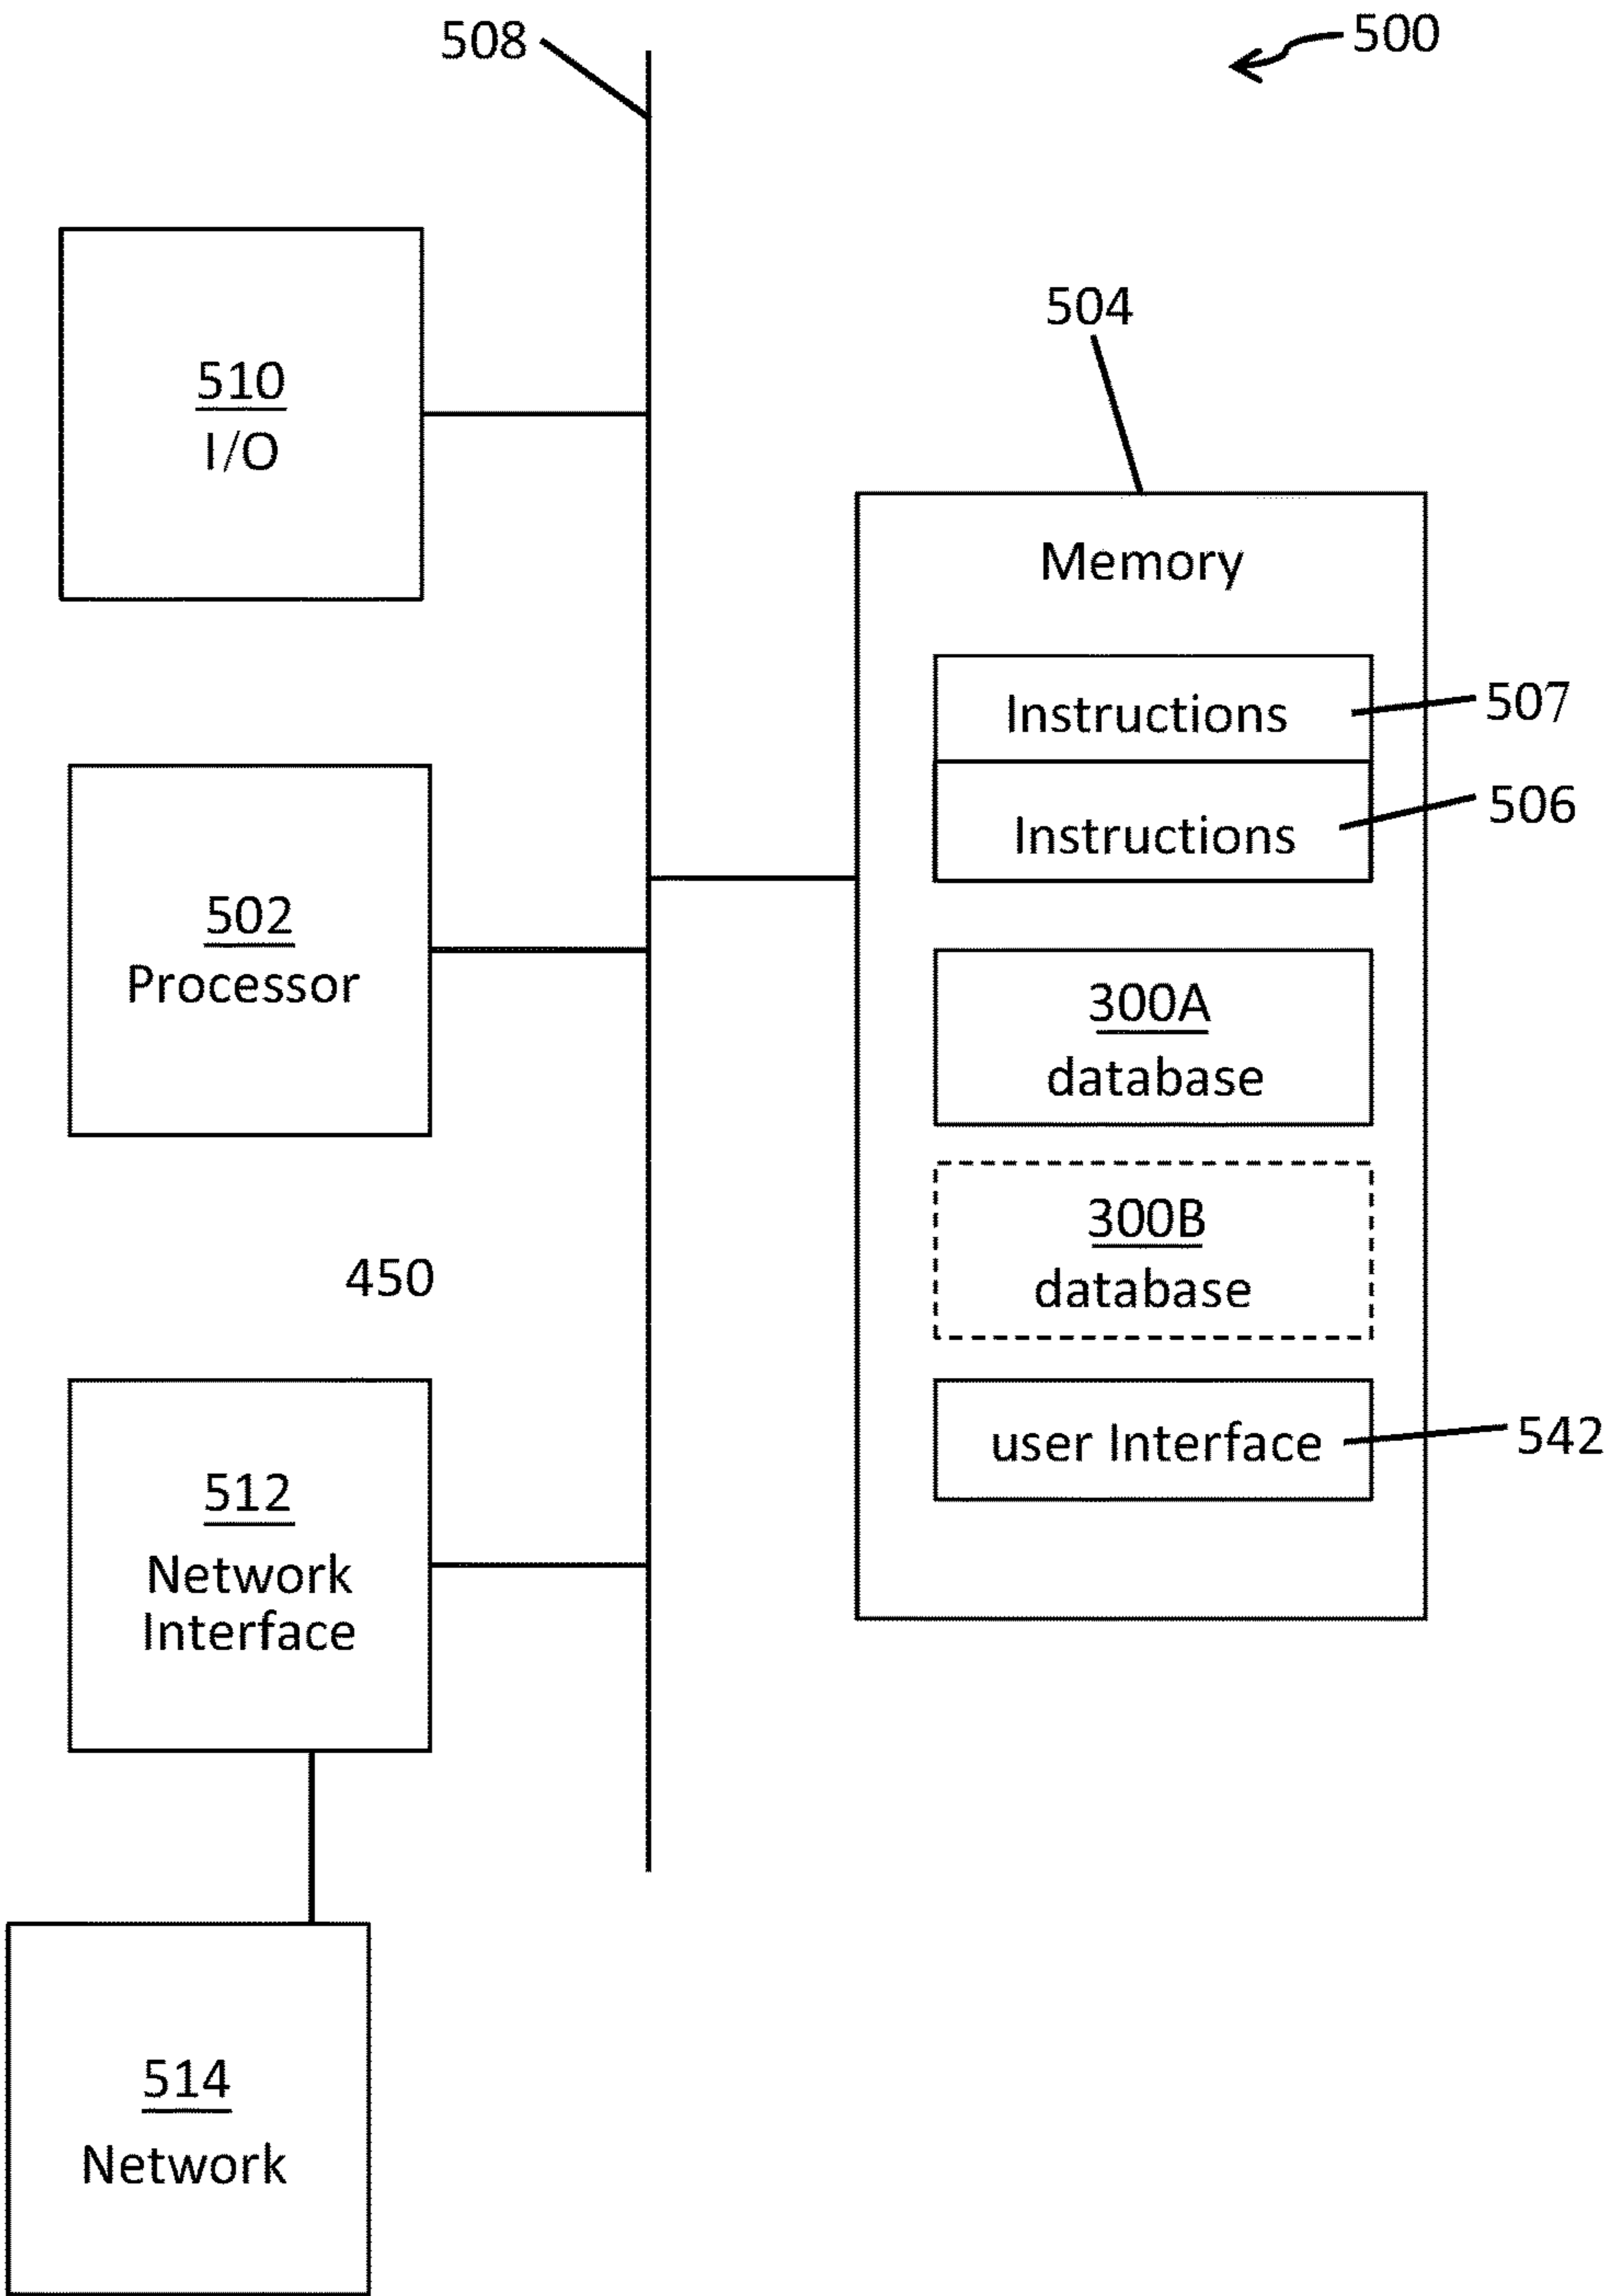 508
500
510
I/O
504
Memory
Instructions
507
Instructions
506
502
Processor
300A
database
300B
database
450
user Interface
542
512
Network
Interface
514
Network